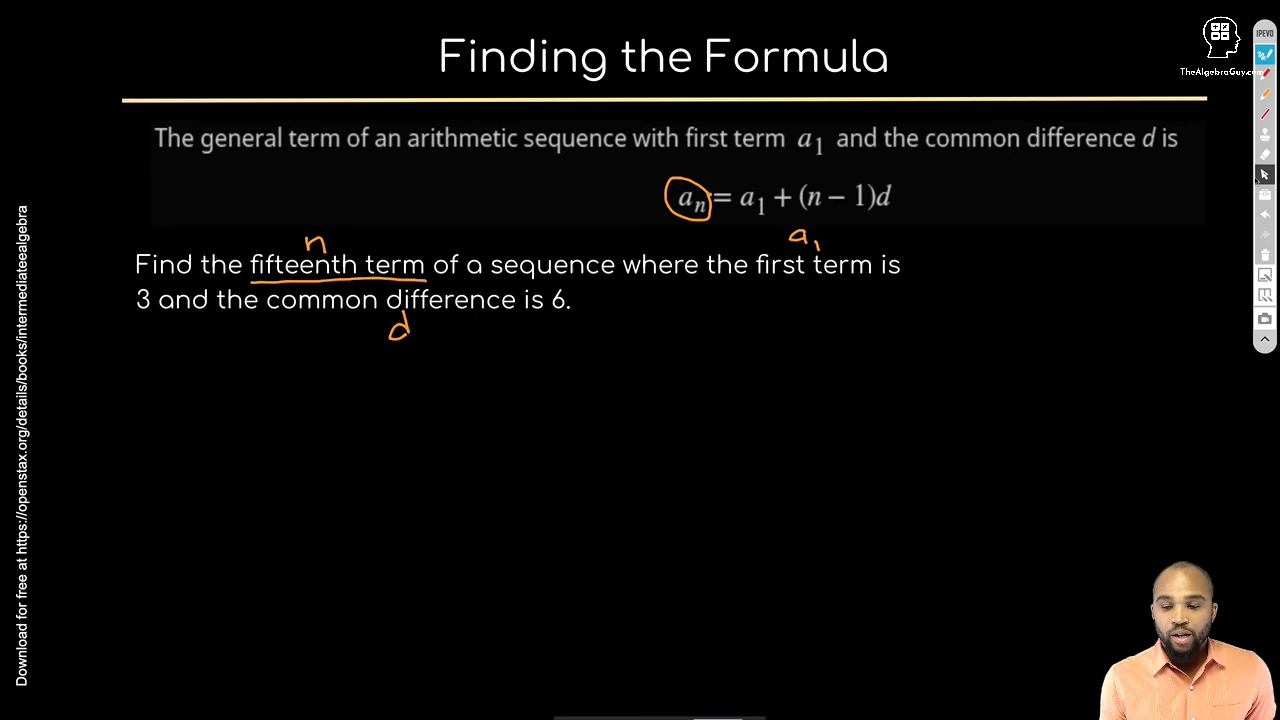 Finding the Formula
IPEVO
TheAlgebraGuy.com
The general term of an arithmetic sequence with first term a₁ and the common difference d is
aₙ = a₁ + (n − 1)d
n
a₁
Find the fifteenth term of a sequence where the first term is
3 and the common difference is 6.
d
Download for free at https://openstax.org/details/books/intermediateealgebra